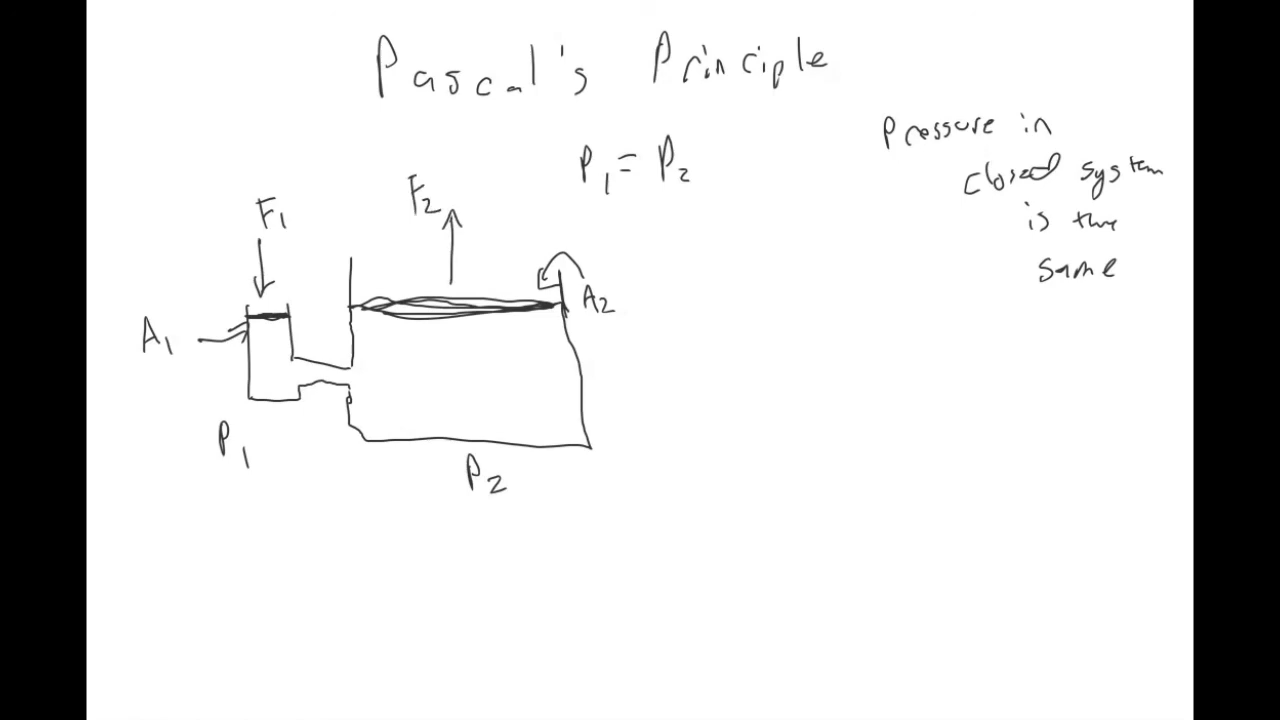 Pascal's Principle
P₁ = P₂
Pressure in
closed system
is the
same
F₁
F₂
A₁
A₂
P₁
P₂